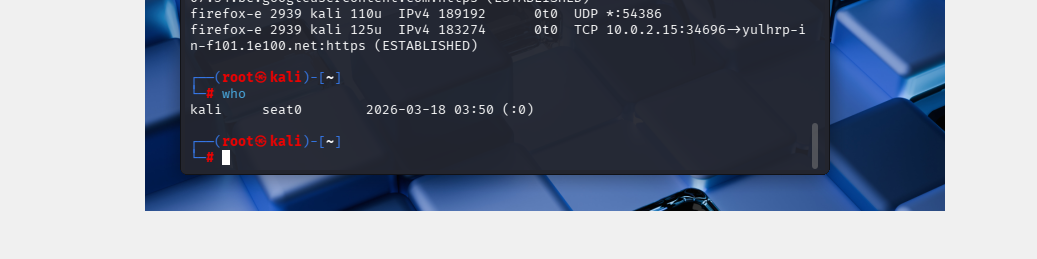 firefox-e 2939 kali 110u  IPv4 189192      0t0  UDP *:54386
firefox-e 2939 kali 125u  IPv4 183274      0t0  TCP 10.0.2.15:34696->yulhrp-i
n-f101.1e100.net:https (ESTABLISHED)
┌──(root㉿kali)-[~]
└─# who
kali     seat0        2026-03-18 03:50 (:0)
┌──(root㉿kali)-[~]
└─#